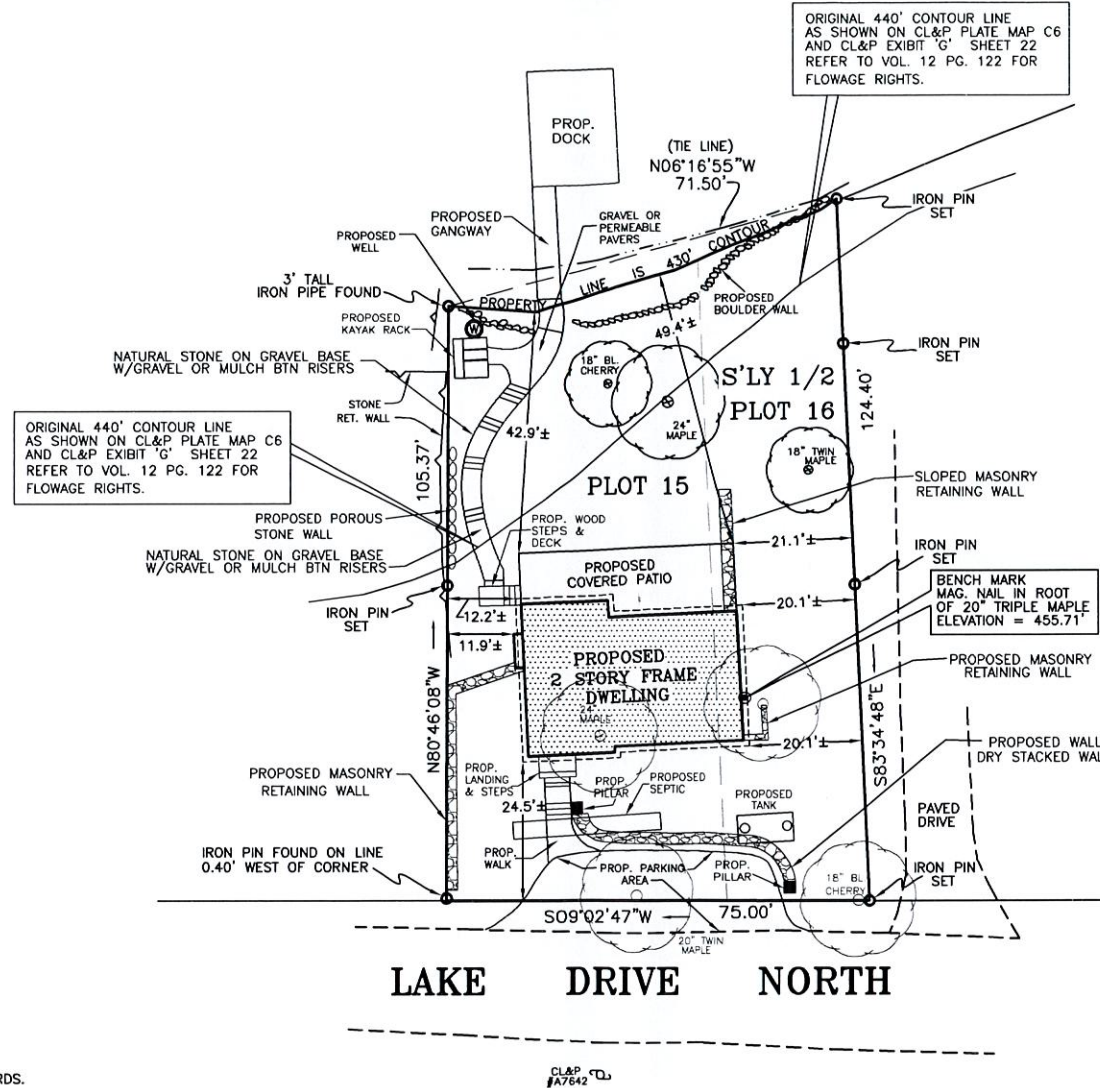 ORIGINAL 440' CONTOUR LINE
AS SHOWN ON CL&P PLATE MAP C6
AND CL&P EXHIBIT 'G' SHEET 22
REFER TO VOL. 12 PG. 122 FOR
FLOWAGE RIGHTS.
PROP.
DOCK
(TIE LINE)
N06°16'55"W
71.50'
IRON PIN
SET
PROPOSED
GANGWAY
GRAVEL OR
PERMEABLE
PAVERS
PROPOSED
WELL
3' TALL
IRON PIPE FOUND
PROPERTY LINE IS 430' CONTOUR
W
PROPOSED
BOULDER WALL
PROPOSED
KAYAK RACK
49.4'±
IRON PIN
SET
NATURAL STONE ON GRAVEL BASE
W/GRAVEL OR MULCH BTN RISERS
18" BL.
CHERRY
S'LY 1/2
PLOT 16
124.40'
STONE
RET. WALL
24"
MAPLE
42.9'±
ORIGINAL 440' CONTOUR LINE
AS SHOWN ON CL&P PLATE MAP C6
AND CL&P EXIBIT 'G' SHEET 22
REFER TO VOL. 12 PG. 122 FOR
FLOWAGE RIGHTS.
105.37'
18" TWIN
MAPLE
PLOT 15
SLOPED MASONRY
RETAINING WALL
PROPOSED POROUS
STONE WALL
PROP. WOOD
STEPS &
DECK
21.1'±
NATURAL STONE ON GRAVEL BASE
W/GRAVEL OR MULCH BTN RISERS
PROPOSED
COVERED PATIO
IRON PIN
SET
BENCH MARK
MAG. NAIL IN ROOT
OF 20" TRIPLE MAPLE
ELEVATION = 455.71'
IRON PIN
SET
12.2'±
20.1'±
11.9'±
PROPOSED
2 STORY FRAME
DWELLING
PROPOSED MASONRY
RETAINING WALL
N80°46'08"W
24"
MAPLE
S83°34'48"E
20.1'±
PROPOSED WALL
DRY STACKED WAL
PROPOSED MASONRY
RETAINING WALL
PROP.
LANDING
& STEPS
PROP.
PILLAR
PROPOSED
SEPTIC
PROPOSED
TANK
24.5'±
PAVED
DRIVE
IRON PIN FOUND ON LINE
0.40' WEST OF CORNER
PROP.
WALK
PROP. PARKING
AREA
PROP.
PILLAR
18" BL
CHERRY
IRON PIN
SET
S09°02'47"W
75.00'
20" TWIN
MAPLE
LAKE DRIVE NORTH
CL&P
#A7642
RDS.